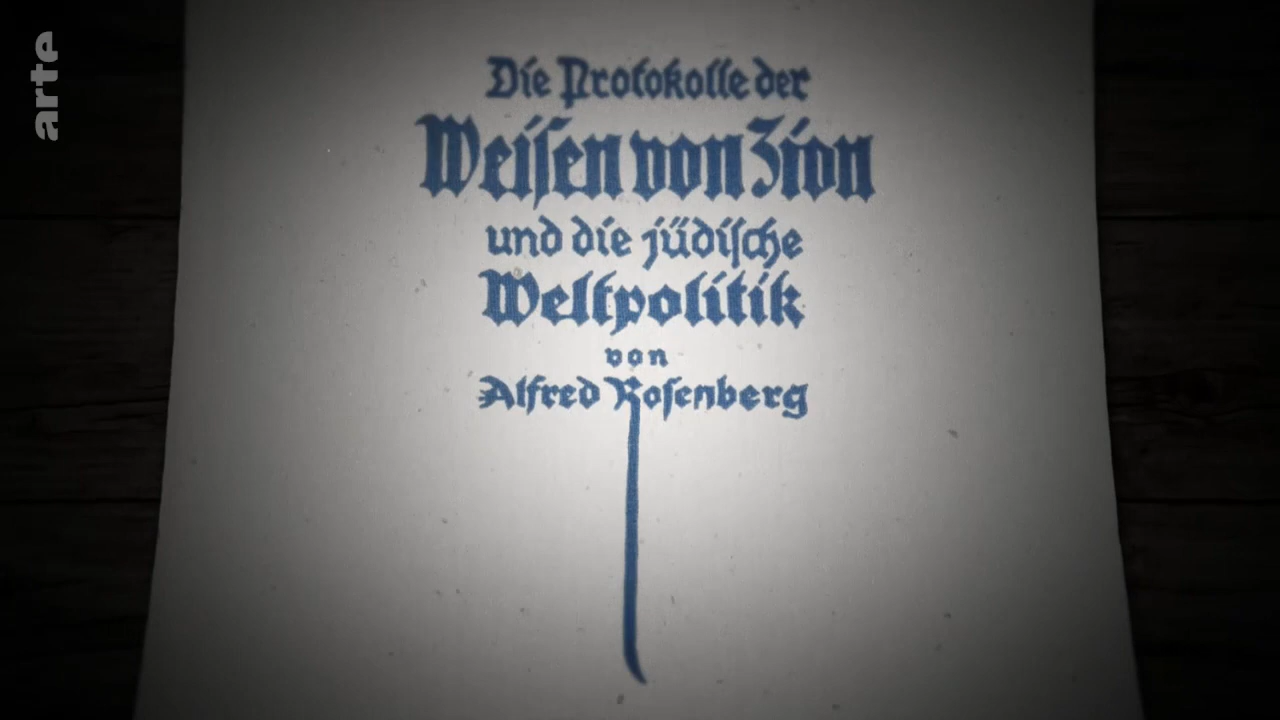 arte
Die Protokolle der
Weisen von Zion
und die jüdische
Weltpolitik
von
Alfred Rosenberg